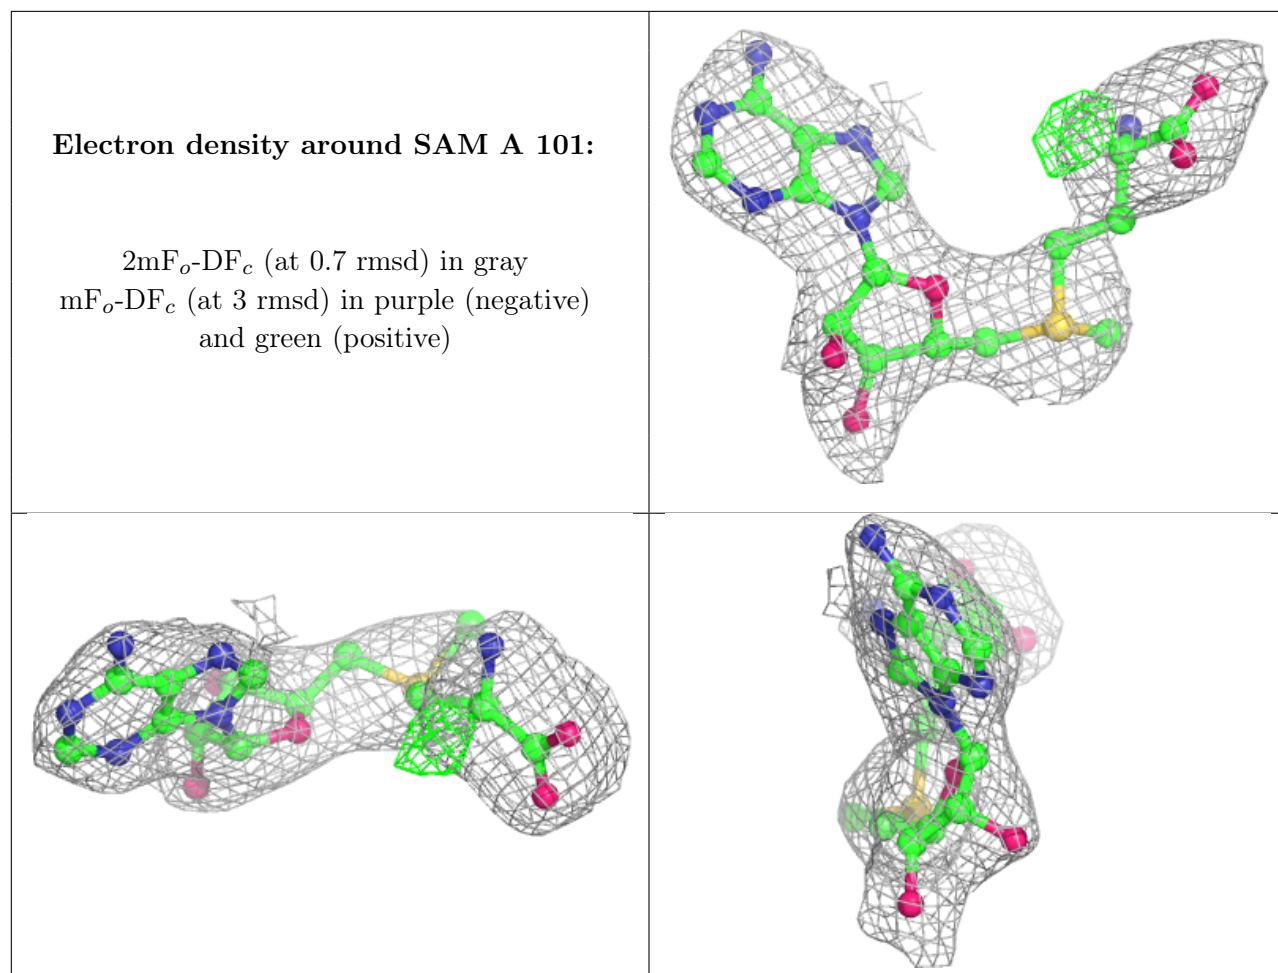 Electron density around SAM A 101:
2mFₒ-DF𝒸 (at 0.7 rmsd) in gray
mFₒ-DF𝒸 (at 3 rmsd) in purple (negative)
and green (positive)